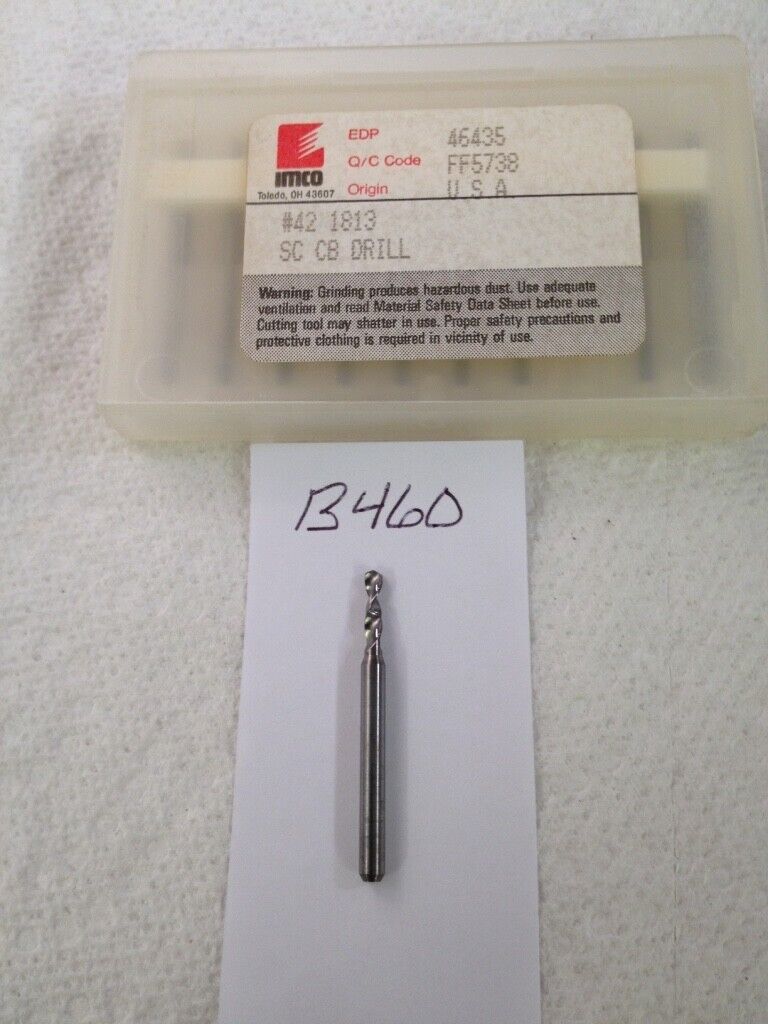 EDP 46435
Q/C Code FF5738
IMCO
Toledo, OH 43607 Origin U S A
#42 1813
SC CB DRILL
Warning: Grinding produces hazardous dust. Use adequate
ventilation and read Material Safety Data Sheet before use.
Cutting tool may shatter in use. Proper safety precautions and
protective clothing is required in vicinity of use.
B460